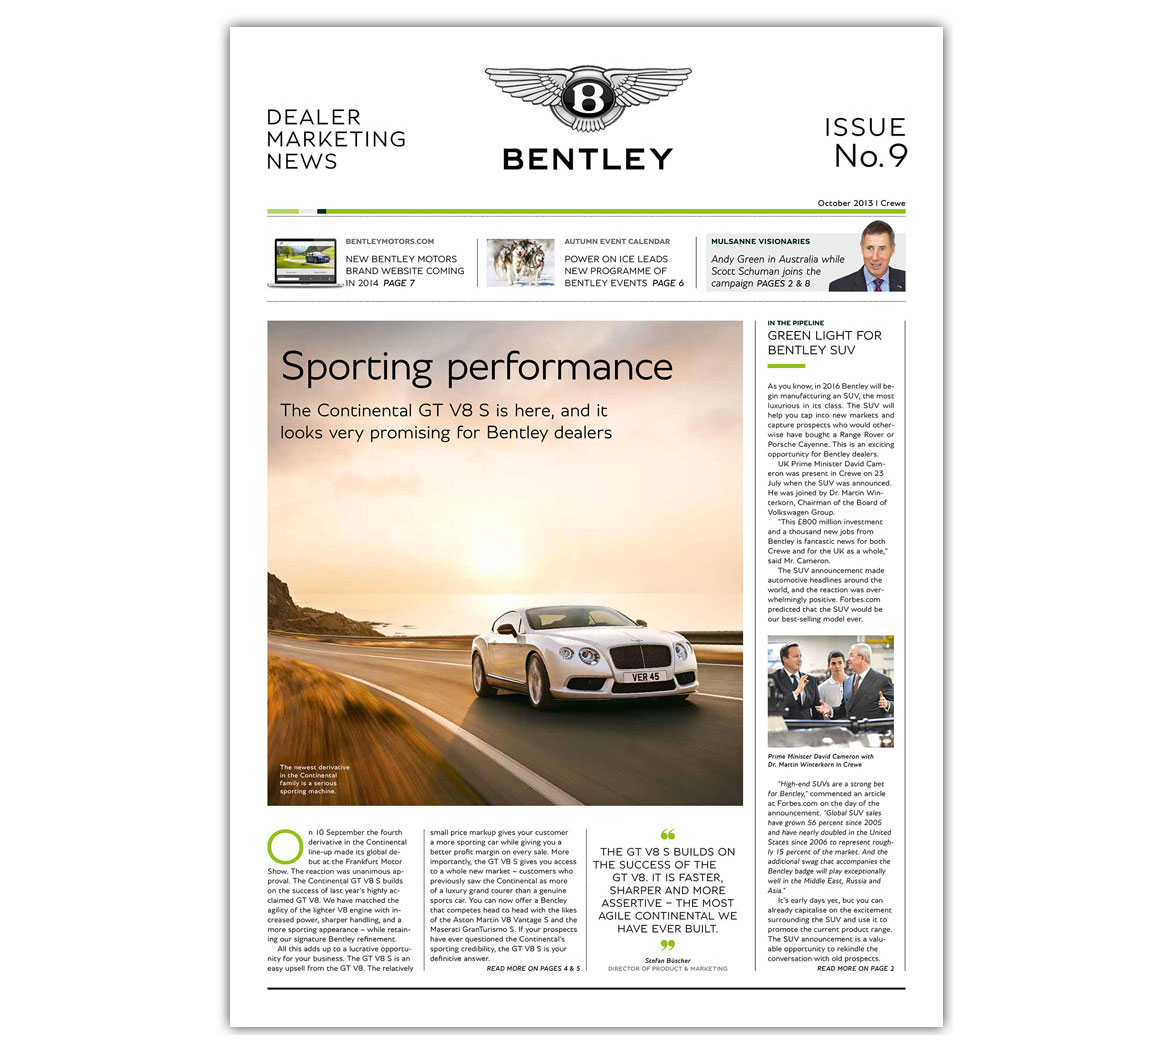 DEALER
MARKETING
NEWS
B
BENTLEY
ISSUE
No.9
October 2013 | Crewe
BENTLEYMOTORS.COM
NEW BENTLEY MOTORS
BRAND WEBSITE COMING
IN 2014 PAGE 7
AUTUMN EVENT CALENDAR
POWER ON ICE LEADS
NEW PROGRAMME OF
BENTLEY EVENTS PAGE 6
MULSANNE VISIONARIES
Andy Green in Australia while
Scott Schuman joins the
campaign PAGES 2 & 8
Sporting performance
The Continental GT V8 S is here, and it
looks very promising for Bentley dealers
VER 45
The newest derivative
in the Continental
family is a serious
sporting machine.
On 10 September the fourth
derivative in the Continental
line-up made its global de-
but at the Frankfurt Motor
Show. The reaction was unanimous ap-
proval. The Continental GT V8 S builds
on the success of last year's highly ac-
claimed GT V8. We have matched the
agility of the lighter V8 engine with in-
creased power, sharper handling, and a
more sporting appearance – while retain-
ing our signature Bentley refinement.
All this adds up to a lucrative opportu-
nity for your business. The GT V8 S is an
easy upsell from the GT V8. The relatively
small price markup gives your customer
a more sporting car while giving you a
better profit margin on every sale. More
importantly, the GT V8 S gives you access
to a whole new market – customers who
previously saw the Continental as more
of a luxury grand tourer than a genuine
sports car. You can now offer a Bentley
that competes head to head with the likes
of the Aston Martin V8 Vantage S and the
Maserati GranTurismo S. If your prospects
have ever questioned the Continental's
sporting credibility, the GT V8 S is your
definitive answer.
READ MORE ON PAGES 4 & 5
“
THE GT V8 S BUILDS ON
THE SUCCESS OF THE
GT V8. IT IS FASTER,
SHARPER AND MORE
ASSERTIVE – THE MOST
AGILE CONTINENTAL WE
HAVE EVER BUILT.
”
Stefan Büscher
DIRECTOR OF PRODUCT & MARKETING
IN THE PIPELINE
GREEN LIGHT FOR
BENTLEY SUV
As you know, in 2016 Bentley will be-
gin manufacturing an SUV, the most
luxurious in its class. The SUV will
help you tap into new markets and
capture prospects who would other-
wise have bought a Range Rover or
Porsche Cayenne. This is an exciting
opportunity for Bentley dealers.
UK Prime Minister David Cam-
eron was present in Crewe on 23
July when the SUV was announced.
He was joined by Dr. Martin Win-
terkorn, Chairman of the Board of
Volkswagen Group.
"This £800 million investment
and a thousand new jobs from
Bentley is fantastic news for both
Crewe and for the UK as a whole,"
said Mr. Cameron.
The SUV announcement made
automotive headlines around the
world, and the reaction was over-
whelmingly positive. Forbes.com
predicted that the SUV would be
our best-selling model ever.
Prime Minister David Cameron with
Dr. Martin Winterkorn in Crewe
"High-end SUVs are a strong bet
for Bentley," commented an article
at Forbes.com on the day of the
announcement. "Global SUV sales
have grown 56 percent since 2005
and have nearly doubled in the United
States since 2006 to represent rough-
ly 15 percent of the market. And the
additional swag that accompanies the
Bentley badge will play exceptionally
well in the Middle East, Russia and
Asia."
It's early days yet, but you can
already capitalise on the excitement
surrounding the SUV and use it to
promote the current product range.
The SUV announcement is a valu-
able opportunity to rekindle the
conversation with old prospects.
READ MORE ON PAGE 2